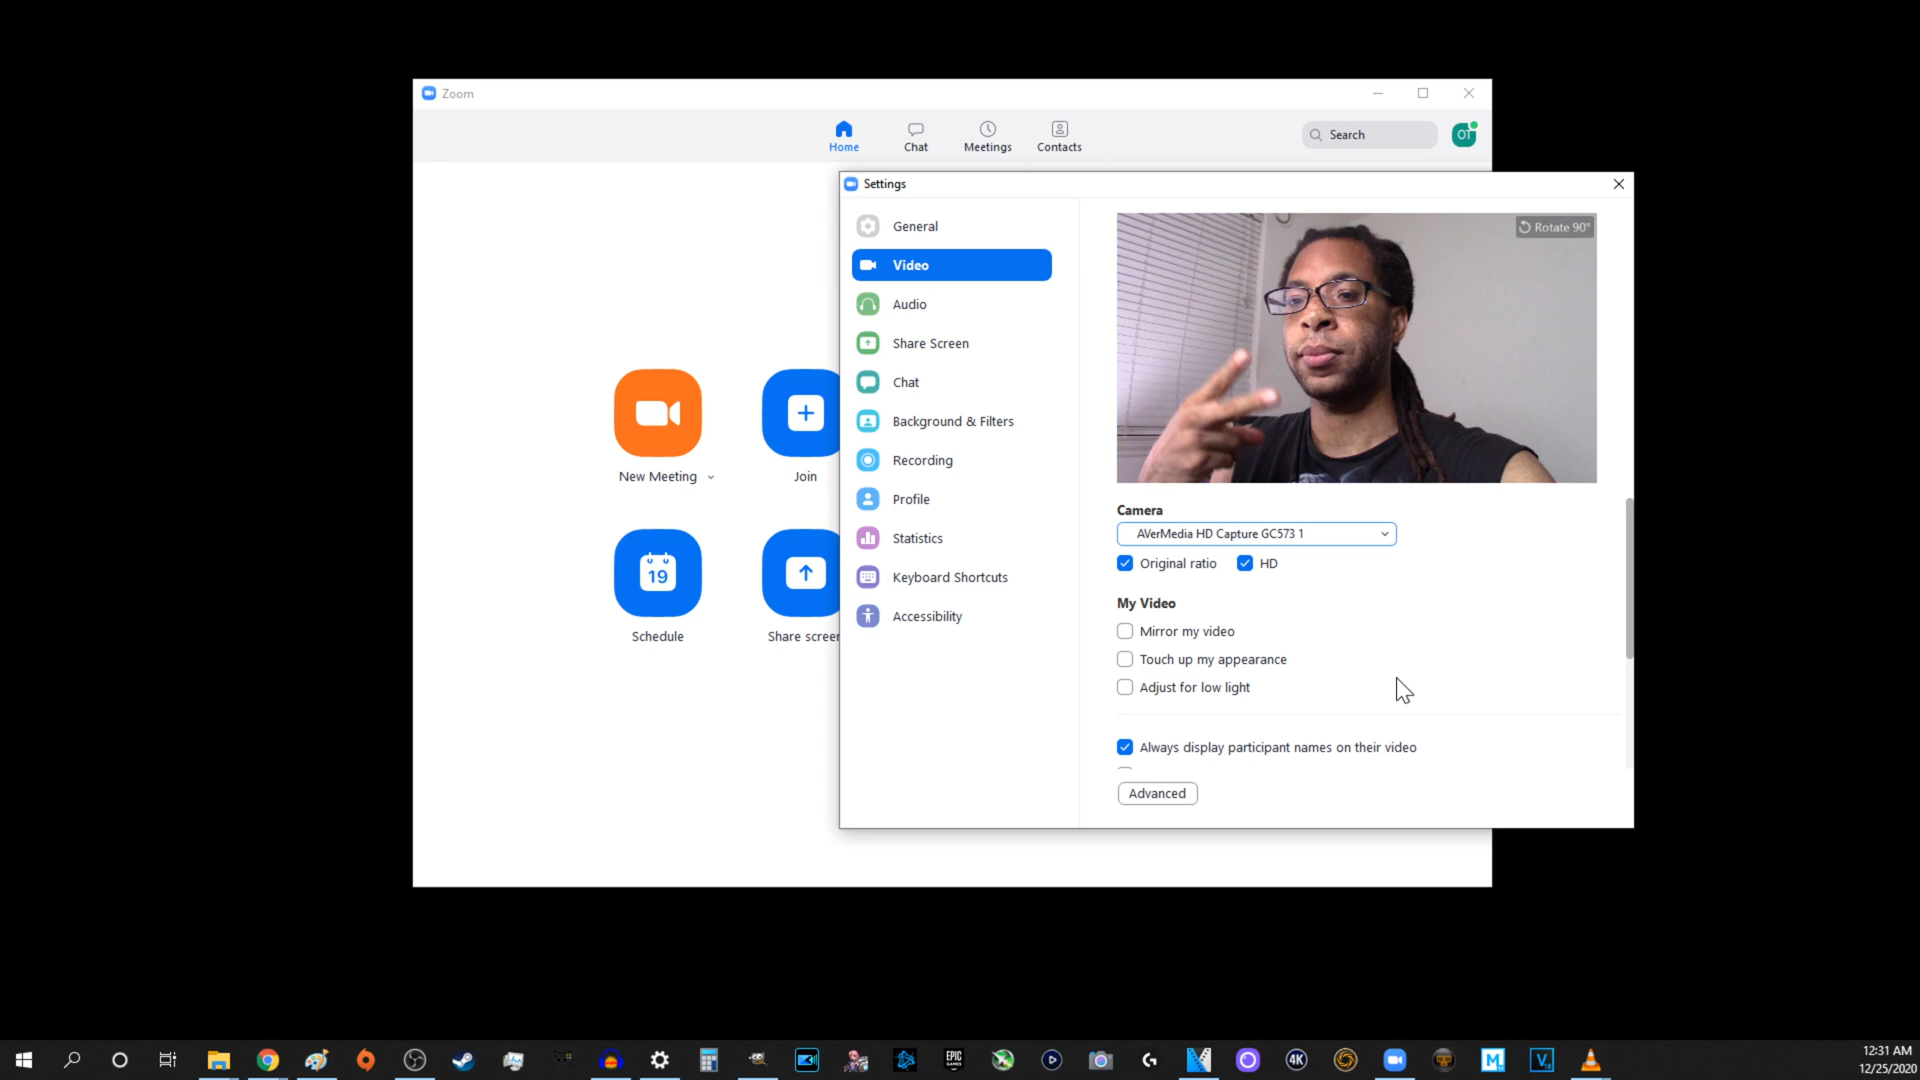 Zoom
Home
Chat
Meetings
Contacts
Search
OT
Settings
General
Video
Audio
Share Screen
Chat
Background & Filters
Recording
Profile
Statistics
Keyboard Shortcuts
Accessibility
Rotate 90°
Camera
AVerMedia HD Capture GC573 1
Original ratio
HD
My Video
Mirror my video
Touch up my appearance
Adjust for low light
Always display participant names on their video
Advanced
New Meeting
Join
19
Schedule
Share screen
EPIC
GAMES
4K
M
V
12:31 AM
12/25/2020